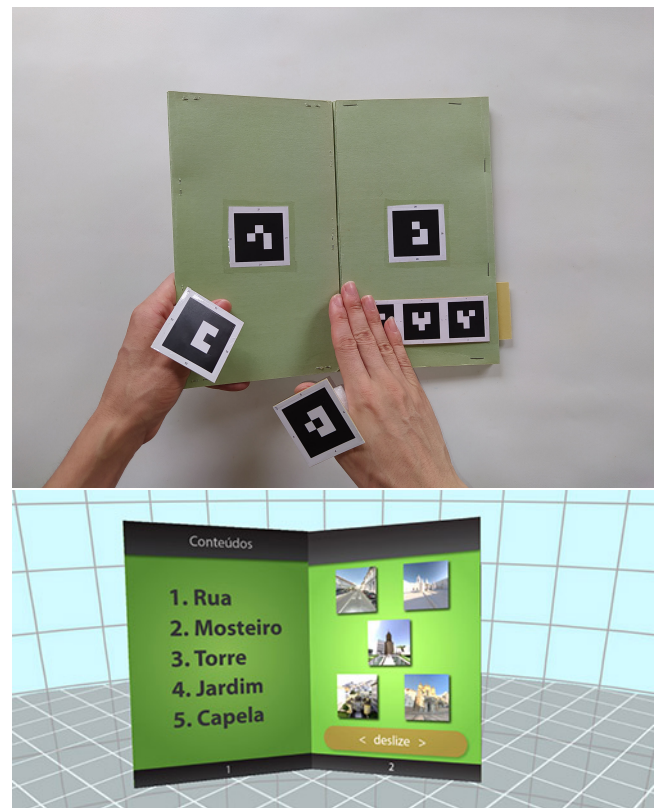 Conteúdos
1. Rua
2. Mosteiro
3. Torre
4. Jardim
5. Capela
< deslize >
1
2